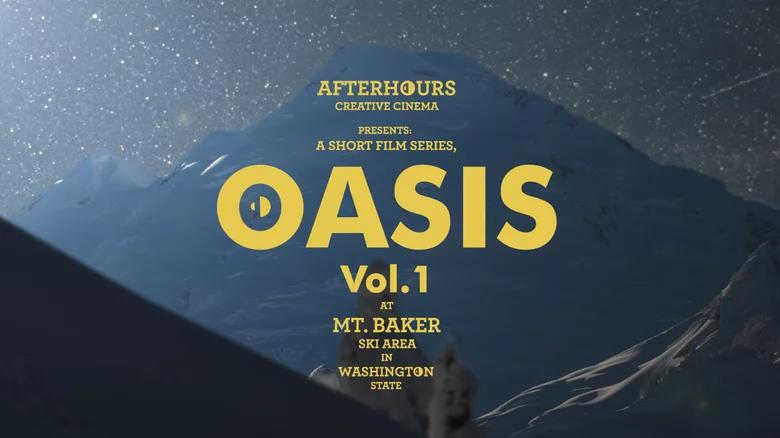 AFTERHOURS
CREATIVE CINEMA
PRESENTS:
A SHORT FILM SERIES,
OASIS
Vol.1
AT
MT. BAKER
SKI AREA
IN
WASHINGTON
STATE